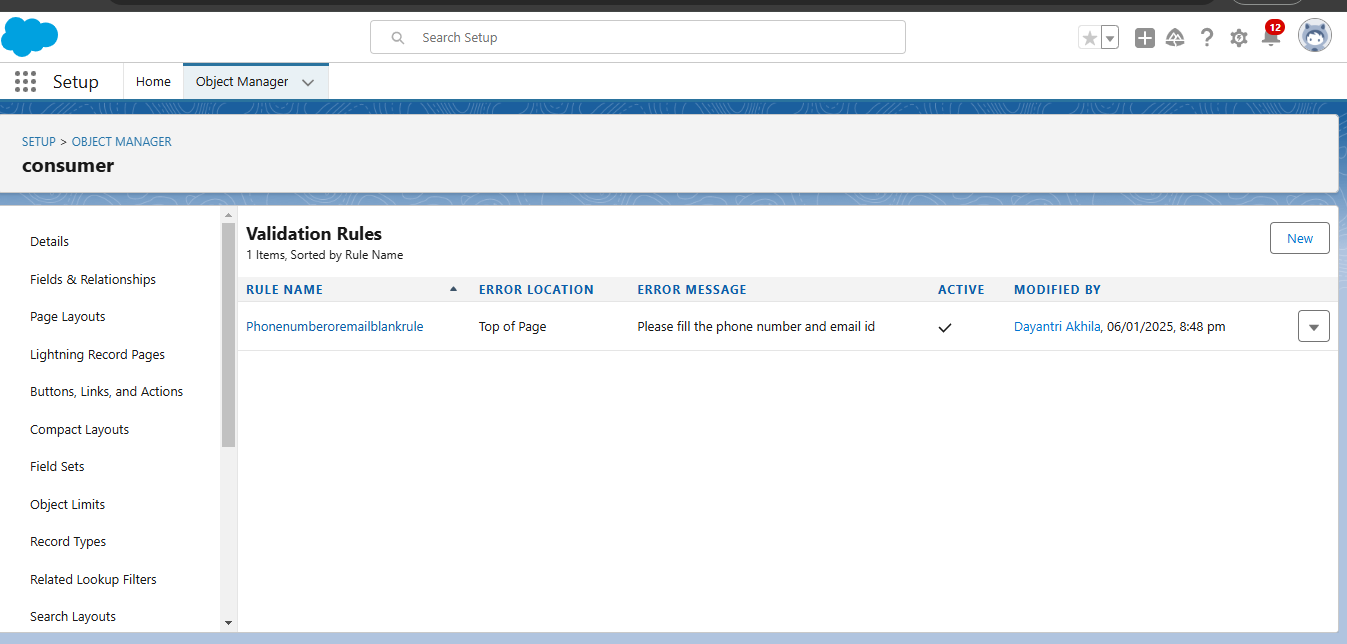 Search Setup
12
Setup
Home
Object Manager
SETUP > OBJECT MANAGER
consumer
Details
Fields & Relationships
Page Layouts
Lightning Record Pages
Buttons, Links, and Actions
Compact Layouts
Field Sets
Object Limits
Record Types
Related Lookup Filters
Search Layouts
Validation Rules
1 Items, Sorted by Rule Name
New
RULE NAME ERROR LOCATION ERROR MESSAGE ACTIVE MODIFIED BY
Phonenumberoremailblankrule Top of Page Please fill the phone number and email id Dayantri Akhila, 06/01/2025, 8:48 pm